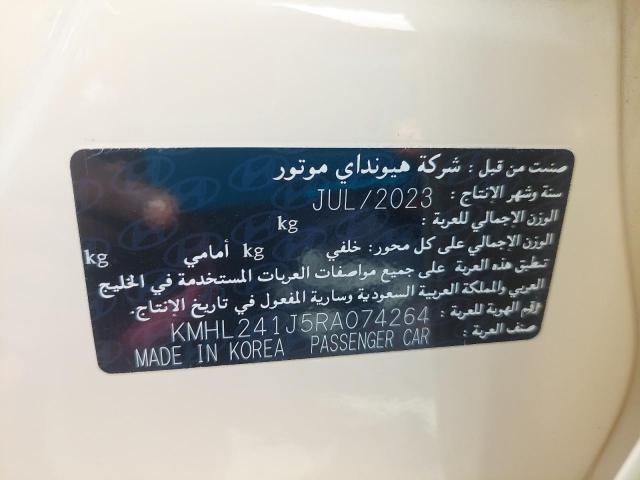 صنعت من قبل : شركة هيونداي موتور
سنة وشهر الإنتاج : JUL/2023
الوزن الإجمالي للعربة : kg
الوزن الإجمالي على كل محور: خلفي kg أمامي kg
تطبق هذه العربة على جميع مواصفات العربات المستخدمة في الخليج
العربي والمملكة العربية السعودية وسارية المفعول في تاريخ الإنتاج.
رقم الهوية للعربة : KMHL241J5RA074264
صنف العربة : PASSENGER CAR MADE IN KOREA